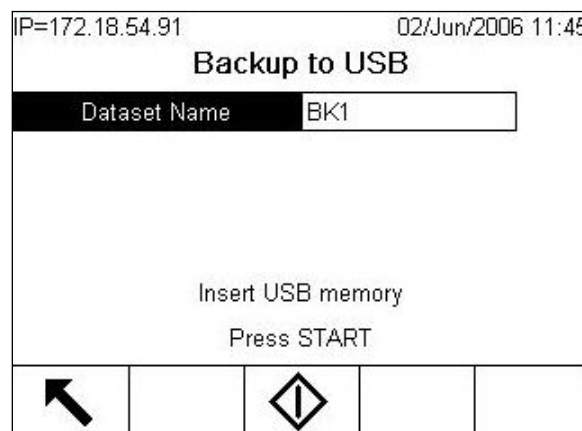 IP=172.18.54.91 02/Jun/2006 11:45
Backup to USB
Dataset Name BK1
Insert USB memory
Press START